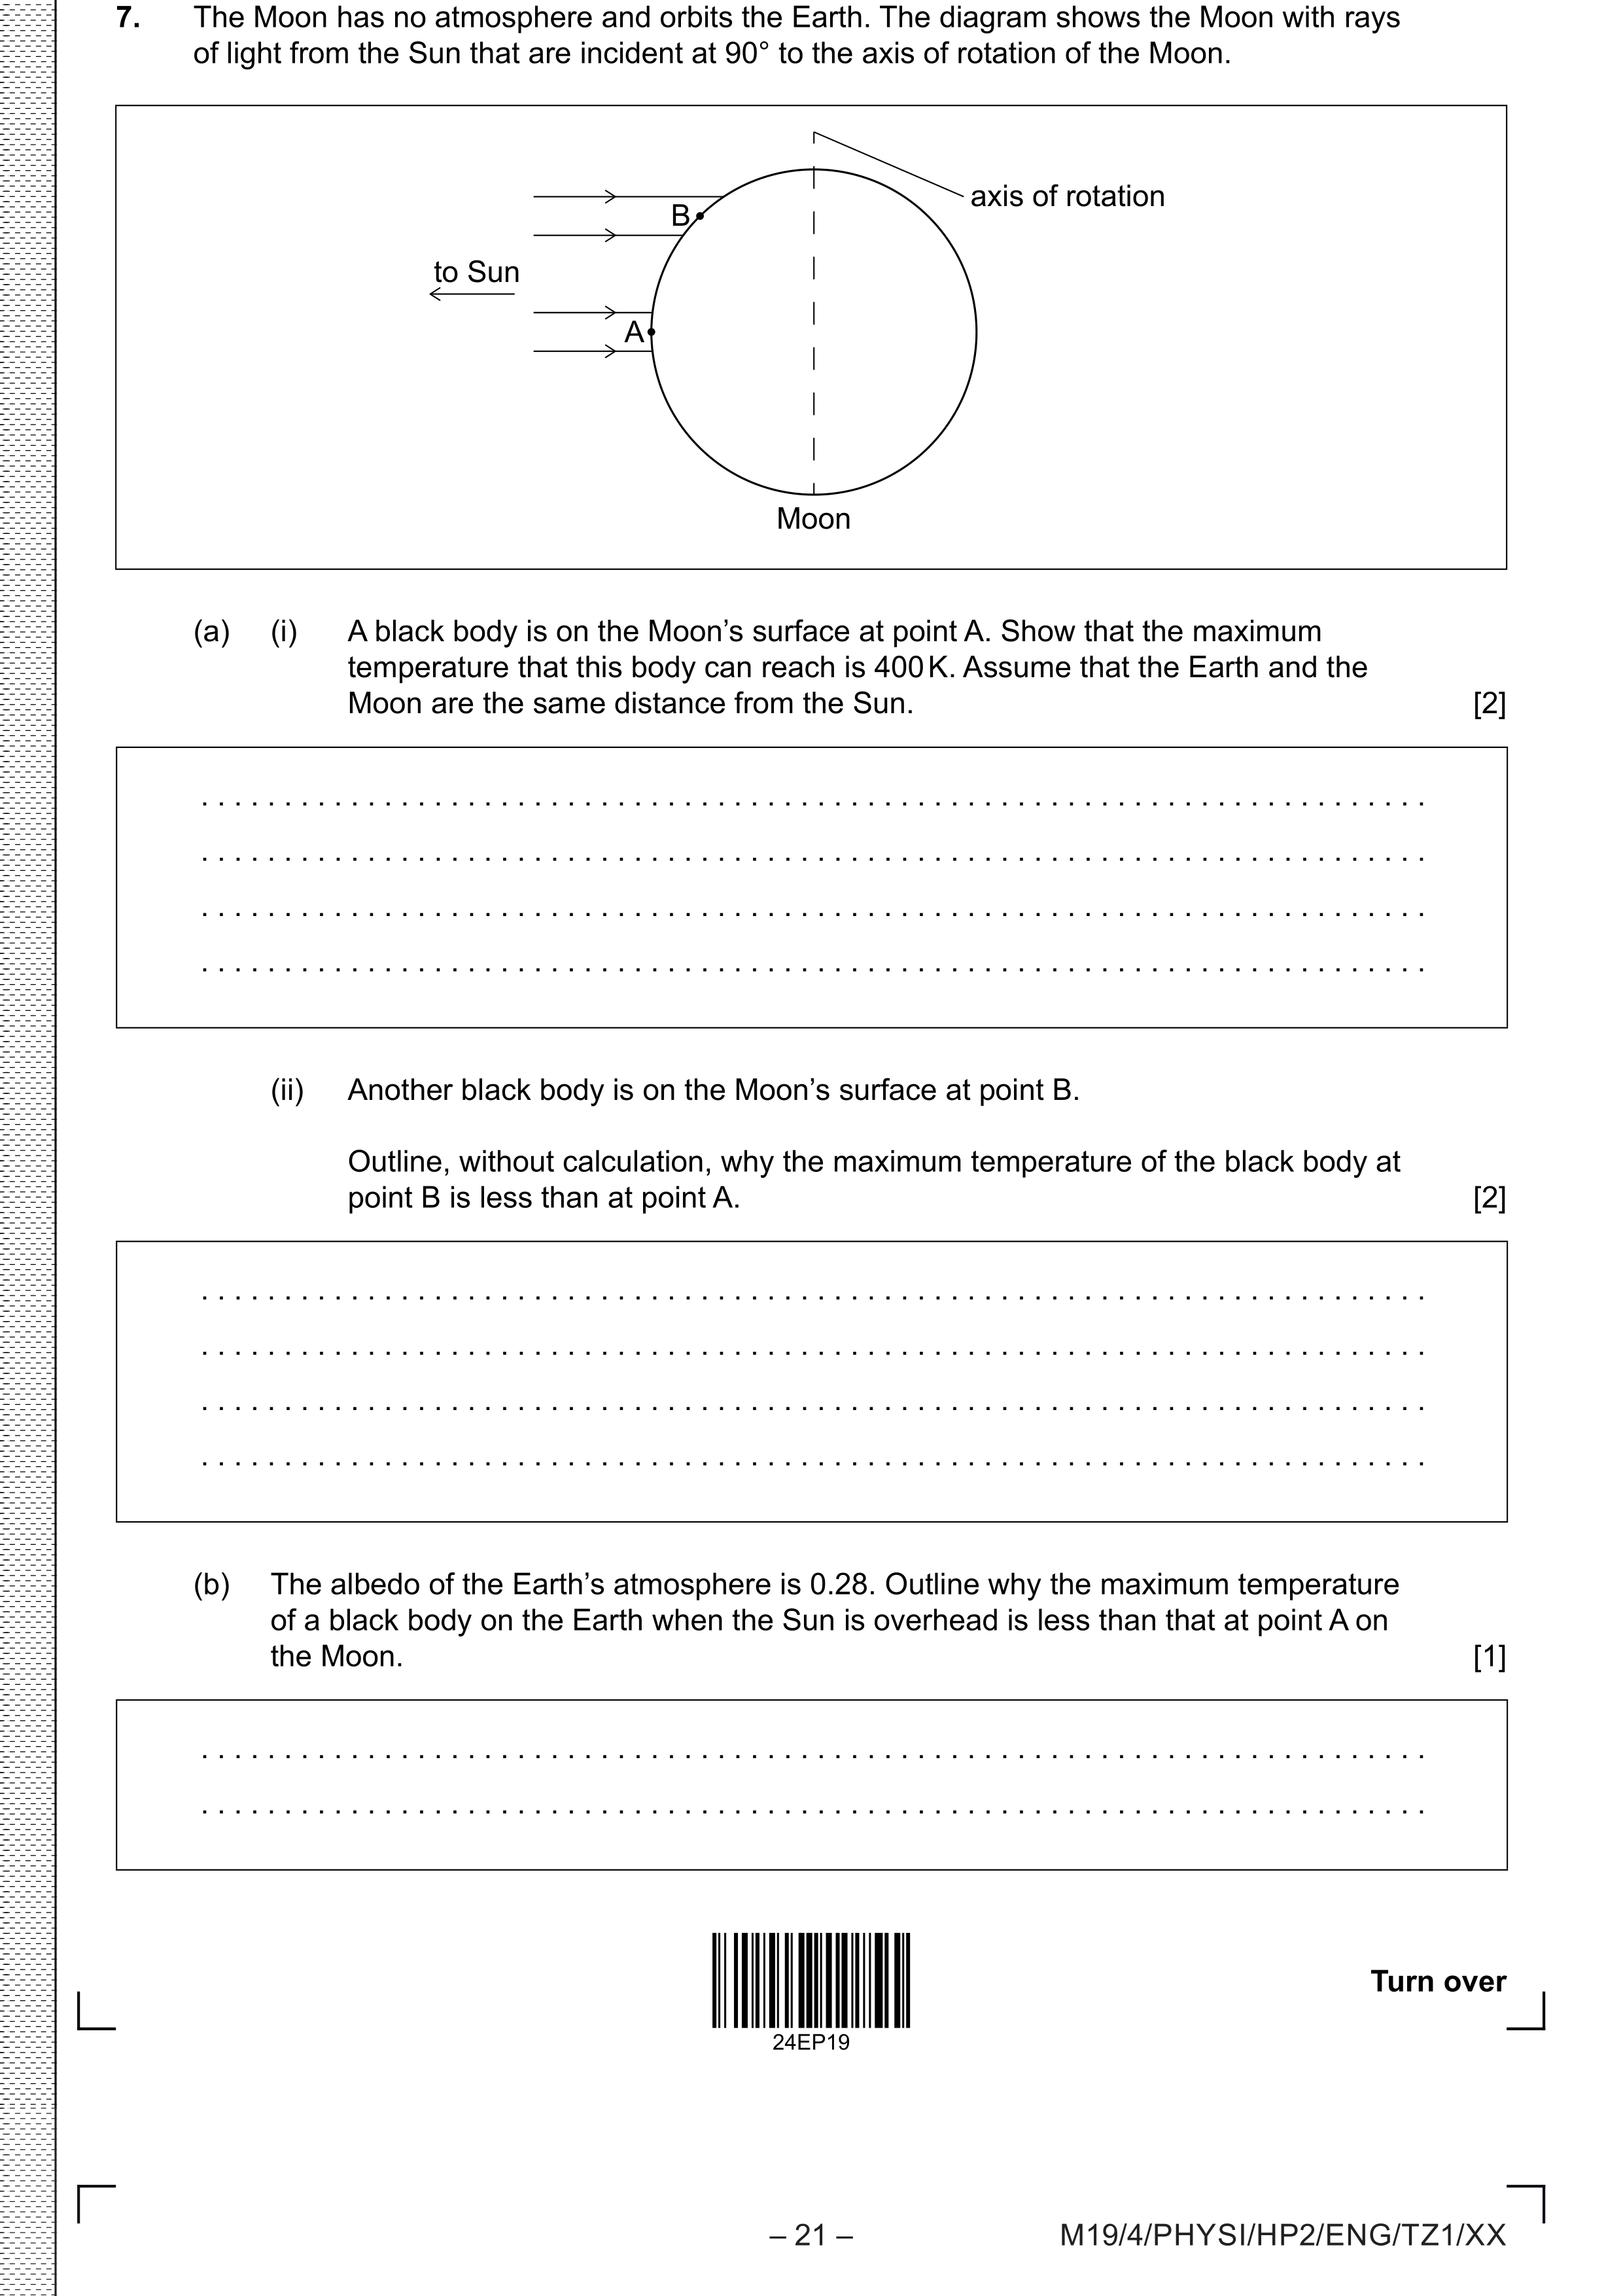 7. The Moon has no atmosphere and orbits the Earth. The diagram shows the Moon with rays
of light from the Sun that are incident at 90° to the axis of rotation of the Moon.
axis of rotation
B
to Sun
A
Moon
(a) (i) A black body is on the Moon’s surface at point A. Show that the maximum
temperature that this body can reach is 400 K. Assume that the Earth and the
Moon are the same distance from the Sun. [2]
(ii) Another black body is on the Moon’s surface at point B.
Outline, without calculation, why the maximum temperature of the black body at
point B is less than at point A. [2]
(b) The albedo of the Earth’s atmosphere is 0.28. Outline why the maximum temperature
of a black body on the Earth when the Sun is overhead is less than that at point A on
the Moon. [1]
Turn over
24EP19
– 21 – M19/4/PHYSI/HP2/ENG/TZ1/XX